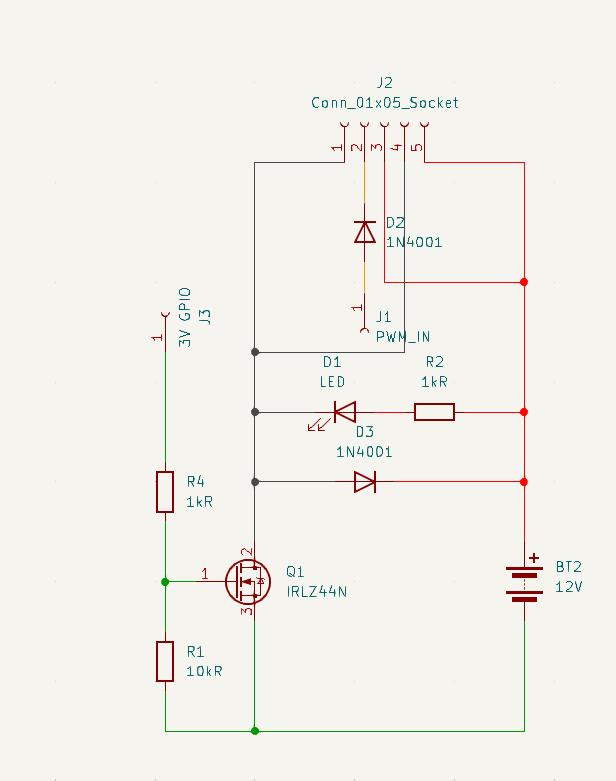 J2
Conn_01x05_Socket
1
2
3
4
5
D2
1N4001
1
J1
PWM_IN
3V GPIO
J3
1
D1
LED
R2
1kR
D3
1N4001
R4
1kR
2
1
Q1
IRLZ44N
3
+
BT2
12V
R1
10kR